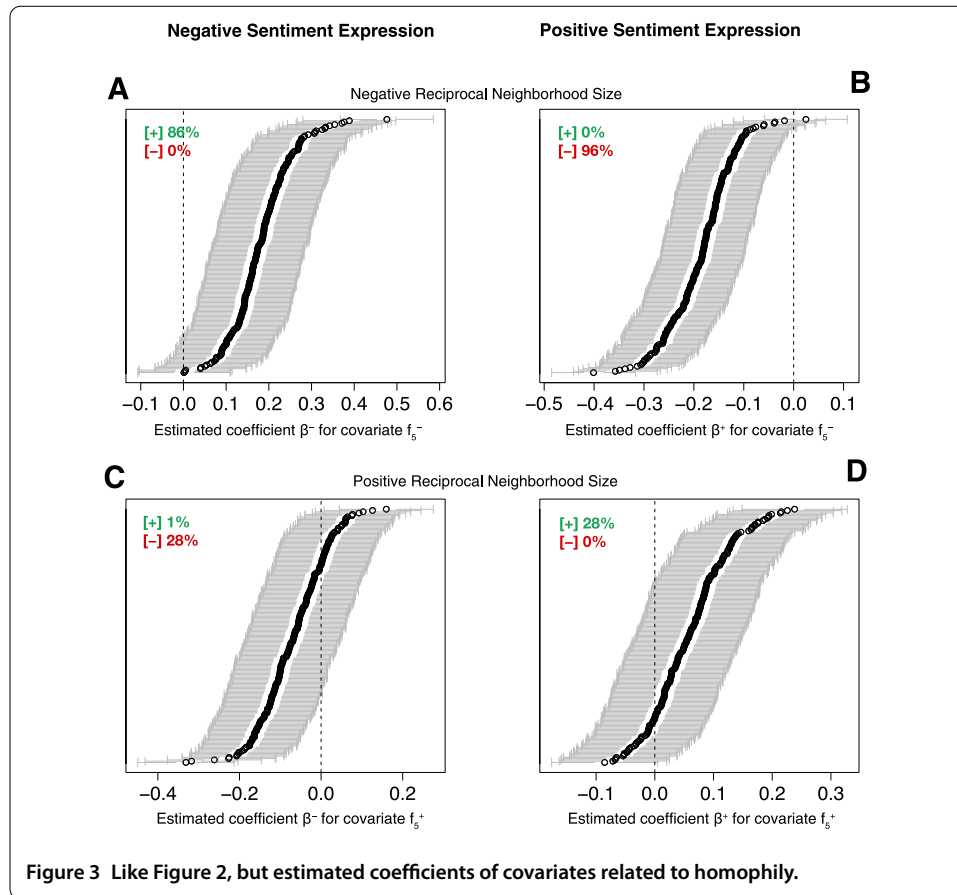 Negative Sentiment Expression
Positive Sentiment Expression
A
B
Negative Reciprocal Neighborhood Size
[+] 86%
[−] 0%
[+] 0%
[−] 96%
−0.1 0.0 0.1 0.2 0.3 0.4 0.5 0.6
−0.5 −0.4 −0.3 −0.2 −0.1 0.0 0.1
Estimated coefficient β⁻ for covariate f₅⁻
Estimated coefficient β⁺ for covariate f₅⁻
C
D
Positive Reciprocal Neighborhood Size
[+] 1%
[−] 28%
[+] 28%
[−] 0%
−0.4 −0.2 0.0 0.2
−0.1 0.0 0.1 0.2 0.3
Estimated coefficient β⁻ for covariate f₅⁺
Estimated coefficient β⁺ for covariate f₅⁺
Figure 3 Like Figure 2, but estimated coefficients of covariates related to homophily.